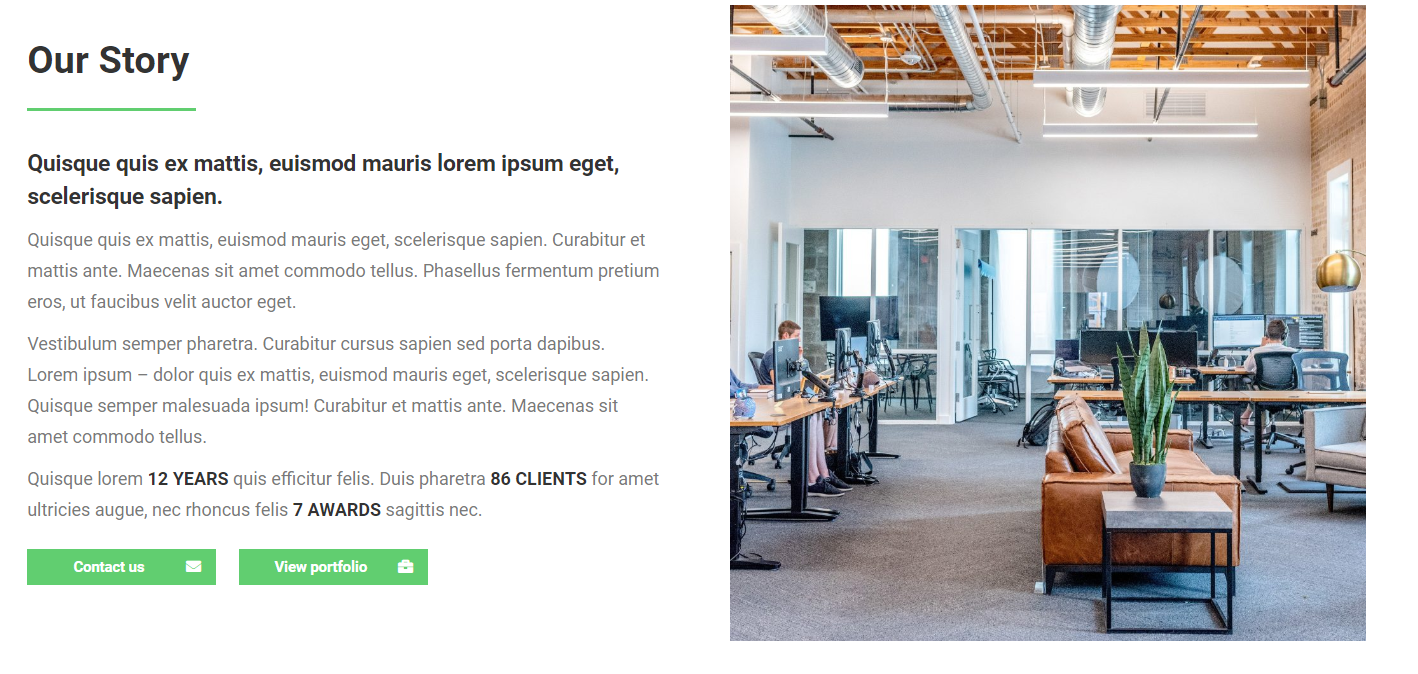 Our Story
Quisque quis ex mattis, euismod mauris lorem ipsum eget,
scelerisque sapien.
Quisque quis ex mattis, euismod mauris eget, scelerisque sapien. Curabitur et
mattis ante. Maecenas sit amet commodo tellus. Phasellus fermentum pretium
eros, ut faucibus velit auctor eget.
Vestibulum semper pharetra. Curabitur cursus sapien sed porta dapibus.
Lorem ipsum – dolor quis ex mattis, euismod mauris eget, scelerisque sapien.
Quisque semper malesuada ipsum! Curabitur et mattis ante. Maecenas sit
amet commodo tellus.
Quisque lorem 12 YEARS quis efficitur felis. Duis pharetra 86 CLIENTS for amet
ultricies augue, nec rhoncus felis 7 AWARDS sagittis nec.
Contact us
View portfolio